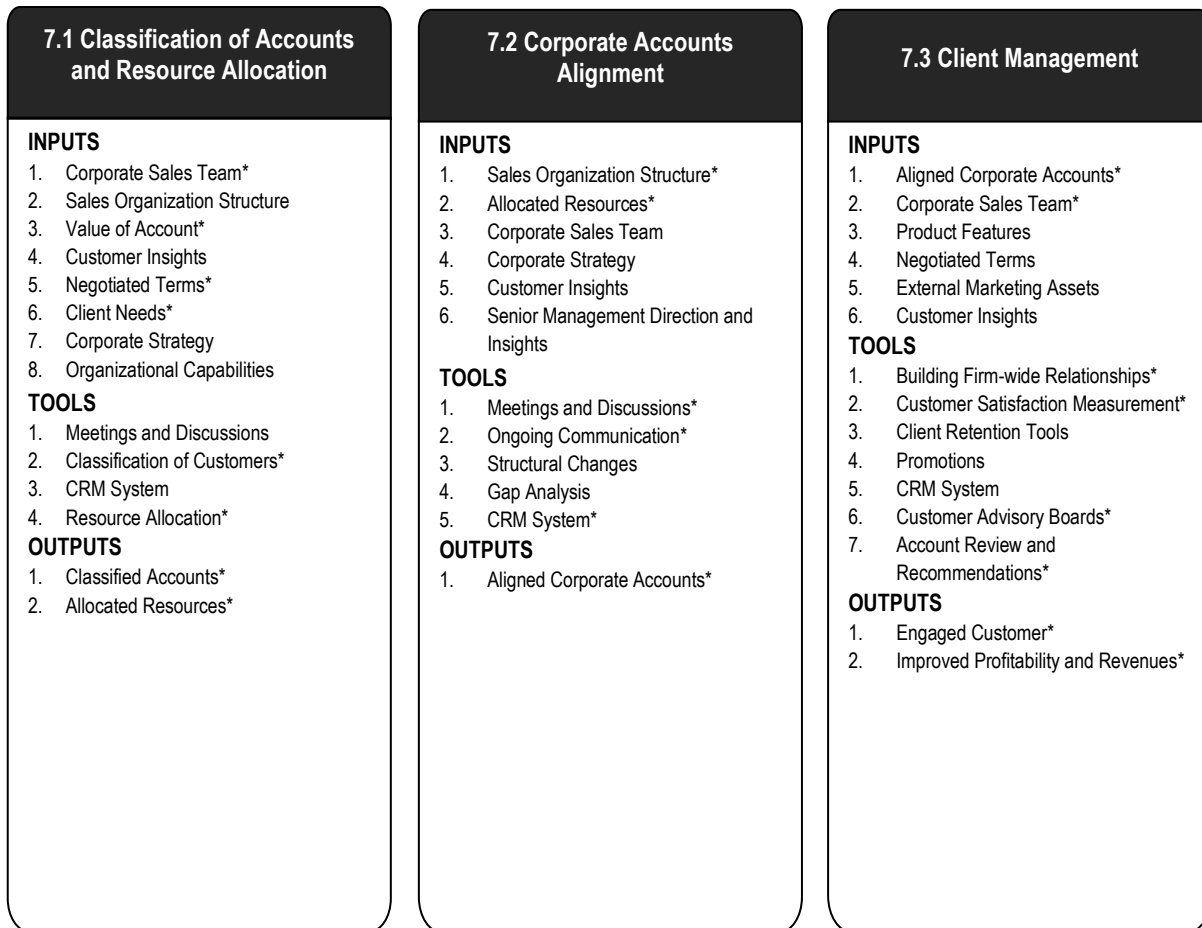 7.1 Classification of Accounts
and Resource Allocation
INPUTS
1. Corporate Sales Team*
2. Sales Organization Structure
3. Value of Account*
4. Customer Insights
5. Negotiated Terms*
6. Client Needs*
7. Corporate Strategy
8. Organizational Capabilities
TOOLS
1. Meetings and Discussions
2. Classification of Customers*
3. CRM System
4. Resource Allocation*
OUTPUTS
1. Classified Accounts*
2. Allocated Resources*
7.2 Corporate Accounts
Alignment
INPUTS
1. Sales Organization Structure*
2. Allocated Resources*
3. Corporate Sales Team
4. Corporate Strategy
5. Customer Insights
6. Senior Management Direction and
Insights
TOOLS
1. Meetings and Discussions*
2. Ongoing Communication*
3. Structural Changes
4. Gap Analysis
5. CRM System*
OUTPUTS
1. Aligned Corporate Accounts*
7.3 Client Management
INPUTS
1. Aligned Corporate Accounts*
2. Corporate Sales Team*
3. Product Features
4. Negotiated Terms
5. External Marketing Assets
6. Customer Insights
TOOLS
1. Building Firm-wide Relationships*
2. Customer Satisfaction Measurement*
3. Client Retention Tools
4. Promotions
5. CRM System
6. Customer Advisory Boards*
7. Account Review and
Recommendations*
OUTPUTS
1. Engaged Customer*
2. Improved Profitability and Revenues*